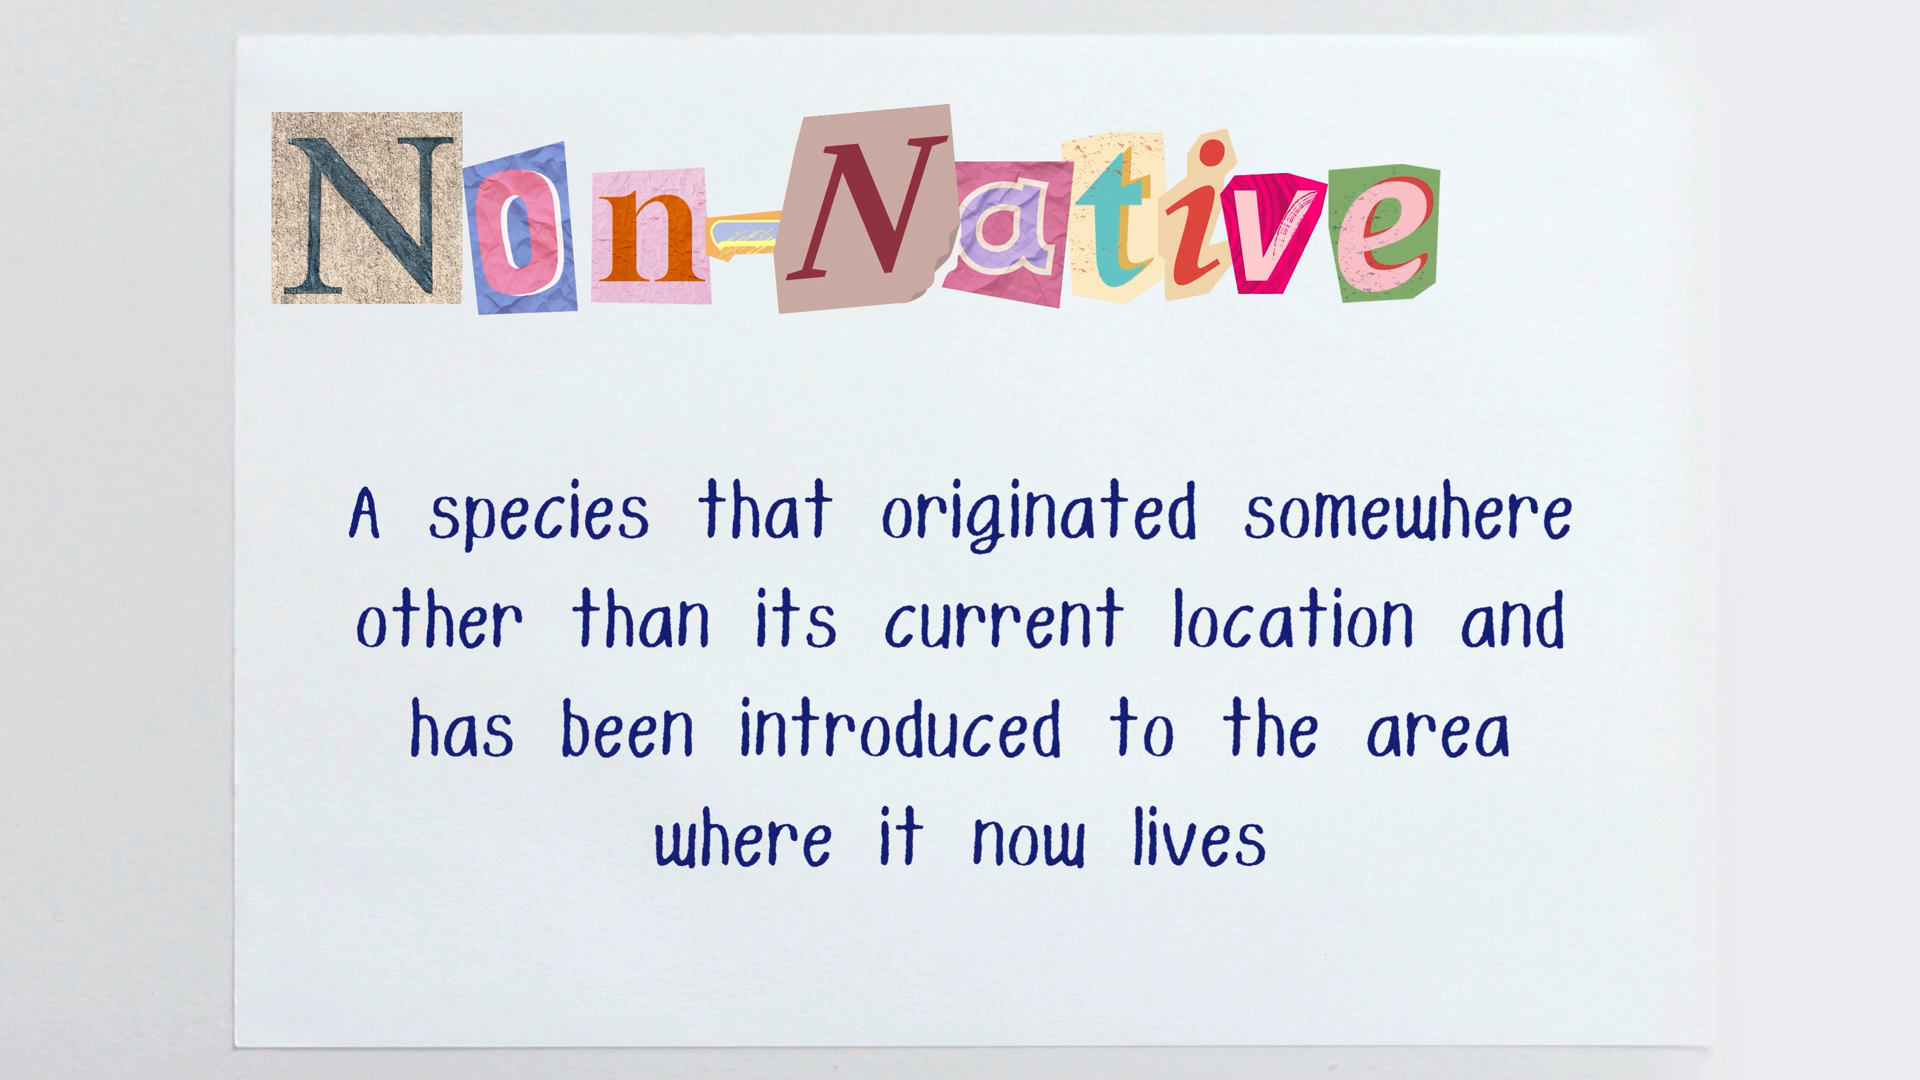 Non-Native
A species that originated somewhere
other than its current location and
has been introduced to the area
where it now lives